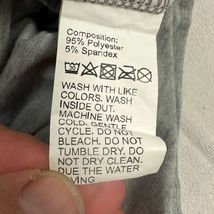 Composition:
95% Polyester
5% Spandex
WASH WITH LIKE
COLORS. WASH
INSIDE OUT.
MACHINE WASH
COLD. GENTLE
CYCLE. DO NOT
BLEACH. DO NOT
TUMBLE DRY. DO
NOT DRY CLEAN.
DUE THE WATER